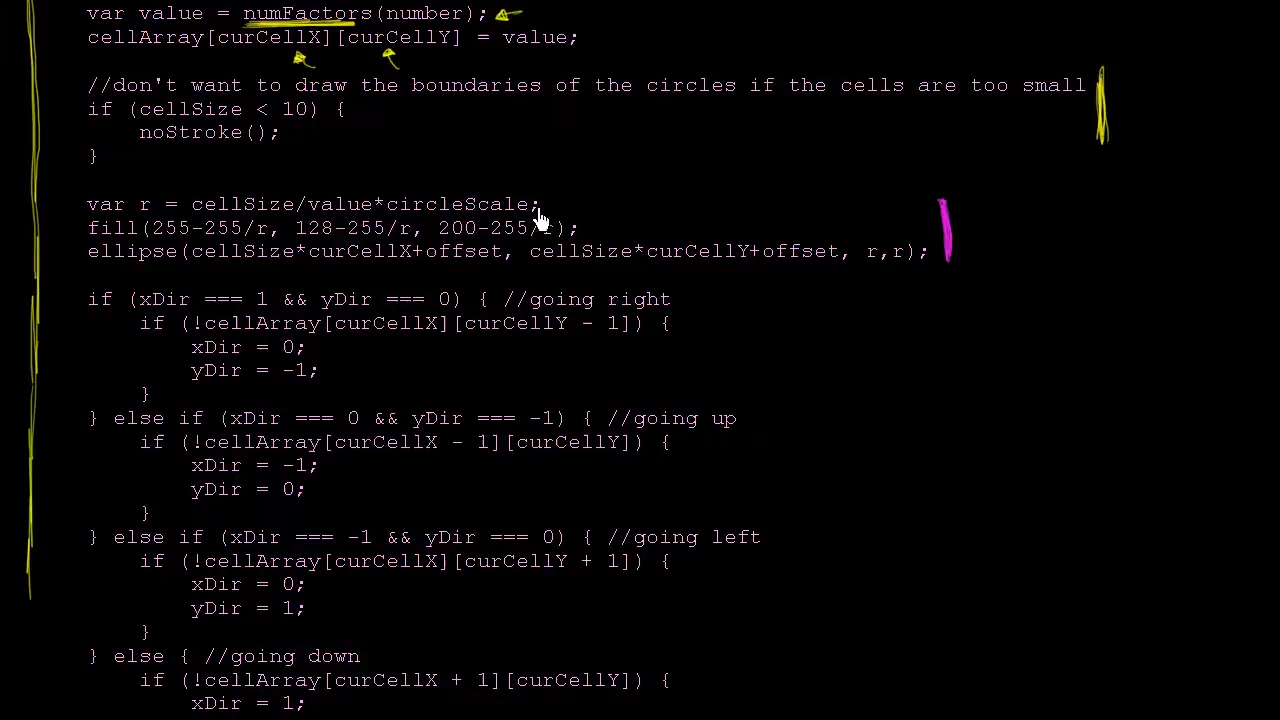 var value = numFactors(number);
cellArray[curCellX][curCellY] = value;
//don't want to draw the boundaries of the circles if the cells are too small
if (cellSize < 10) {
noStroke();
}
var r = cellSize/value*circleScale;
fill(255-255/r, 128-255/r, 200-255/r);
ellipse(cellSize*curCellX+offset, cellSize*curCellY+offset, r,r);
if (xDir === 1 && yDir === 0) { //going right
if (!cellArray[curCellX][curCellY - 1]) {
xDir = 0;
yDir = -1;
}
} else if (xDir === 0 && yDir === -1) { //going up
if (!cellArray[curCellX - 1][curCellY]) {
xDir = -1;
yDir = 0;
}
} else if (xDir === -1 && yDir === 0) { //going left
if (!cellArray[curCellX][curCellY + 1]) {
xDir = 0;
yDir = 1;
}
} else { //going down
if (!cellArray[curCellX + 1][curCellY]) {
xDir = 1;